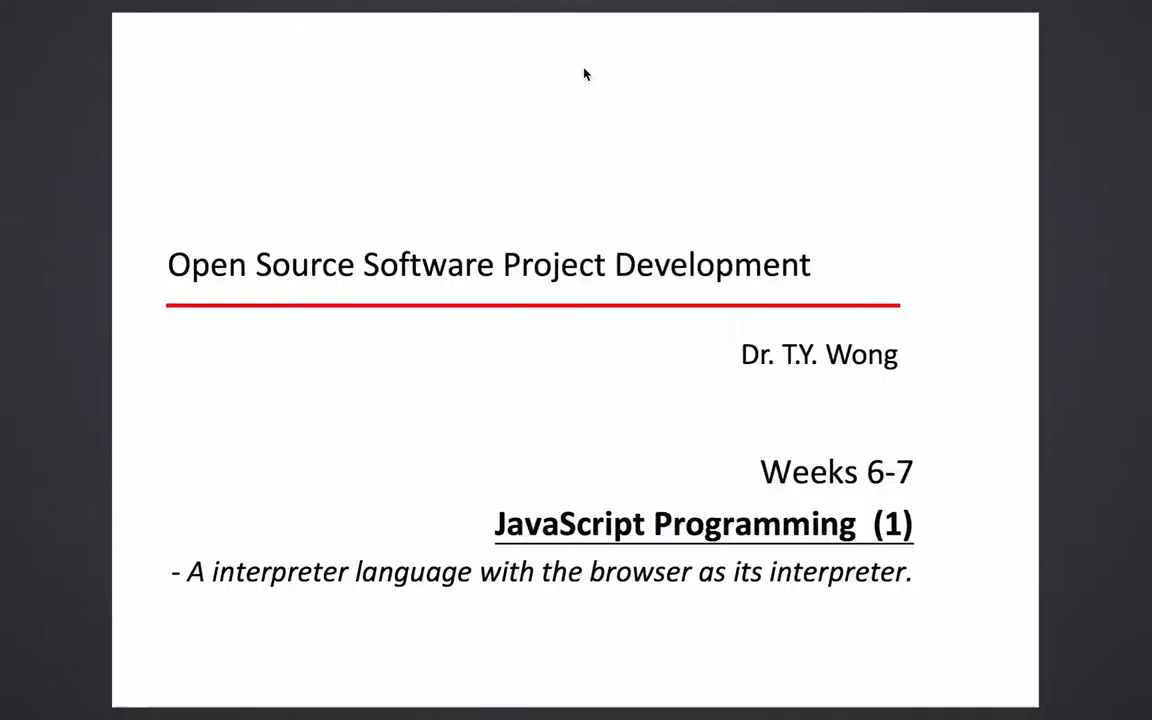 Open Source Software Project Development
Dr. T.Y. Wong
Weeks 6-7
JavaScript Programming (1)
- A interpreter language with the browser as its interpreter.